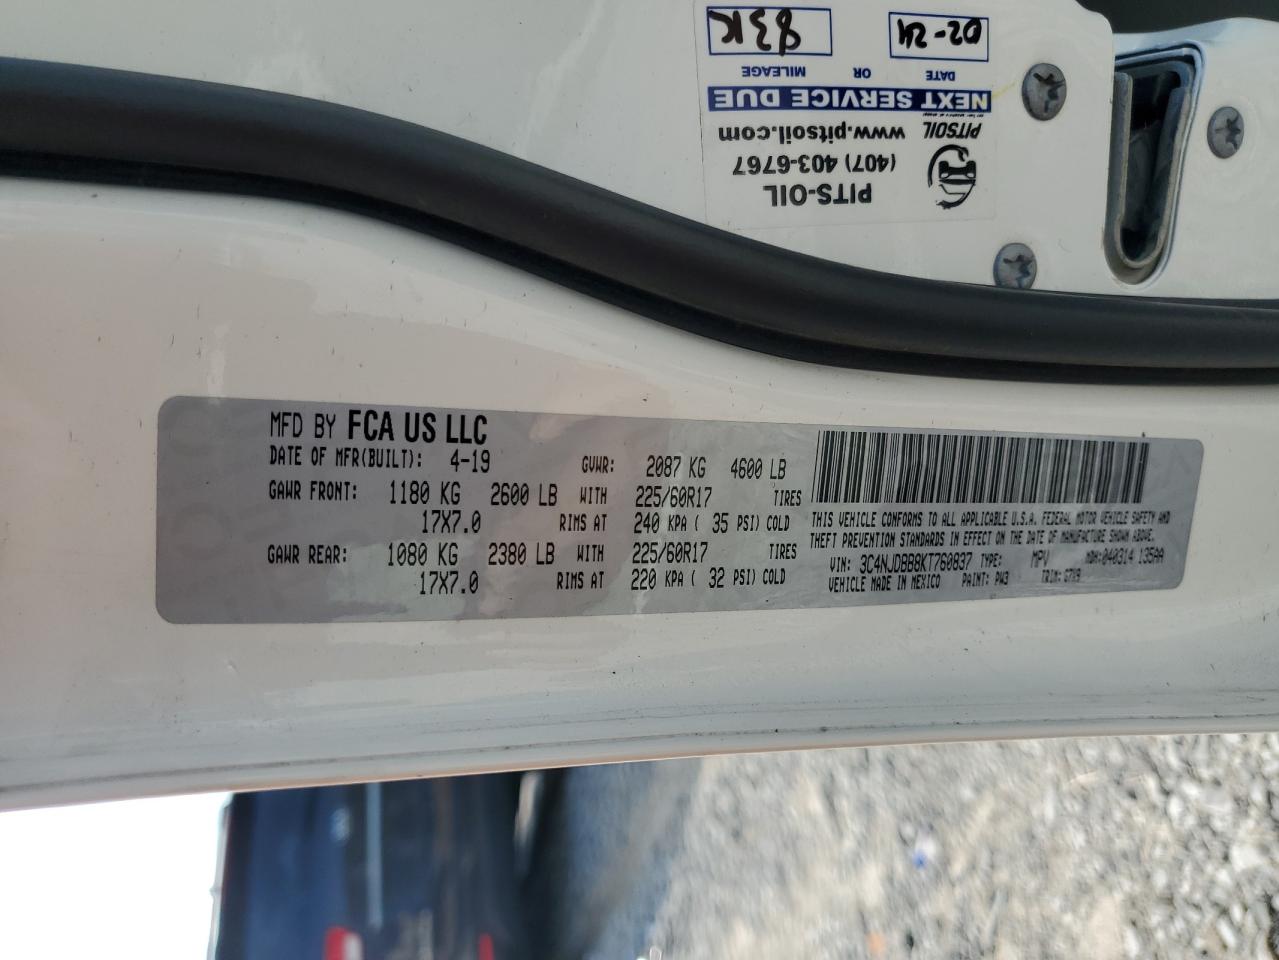 PITS-OIL
(407) 403-6767
www.pitsoil.com
PITSOIL
NEXT SERVICE DUE
DATE OR MILEAGE
02-24 83K
MFD BY FCA US LLC
DATE OF MFR(BUILT): 4-19 GVWR: 2087 KG 4600 LB
GAWR FRONT: 1180 KG 2600 LB WITH 225/60R17 TIRES
17X7.0 RIMS AT 240 KPA ( 35 PSI) COLD
GAWR REAR: 1080 KG 2380 LB WITH 225/60R17 TIRES
17X7.0 RIMS AT 220 KPA ( 32 PSI) COLD
THIS VEHICLE CONFORMS TO ALL APPLICABLE U.S.A. FEDERAL MOTOR VEHICLE SAFETY AND
THEFT PREVENTION STANDARDS IN EFFECT ON THE DATE OF MANUFACTURE SHOWN ABOVE.
VIN: 3C4NJDBB8KT760837 TYPE: MPV MDH:040314 135AA
VEHICLE MADE IN MEXICO PAINT: PW3 TRIM: G7X9